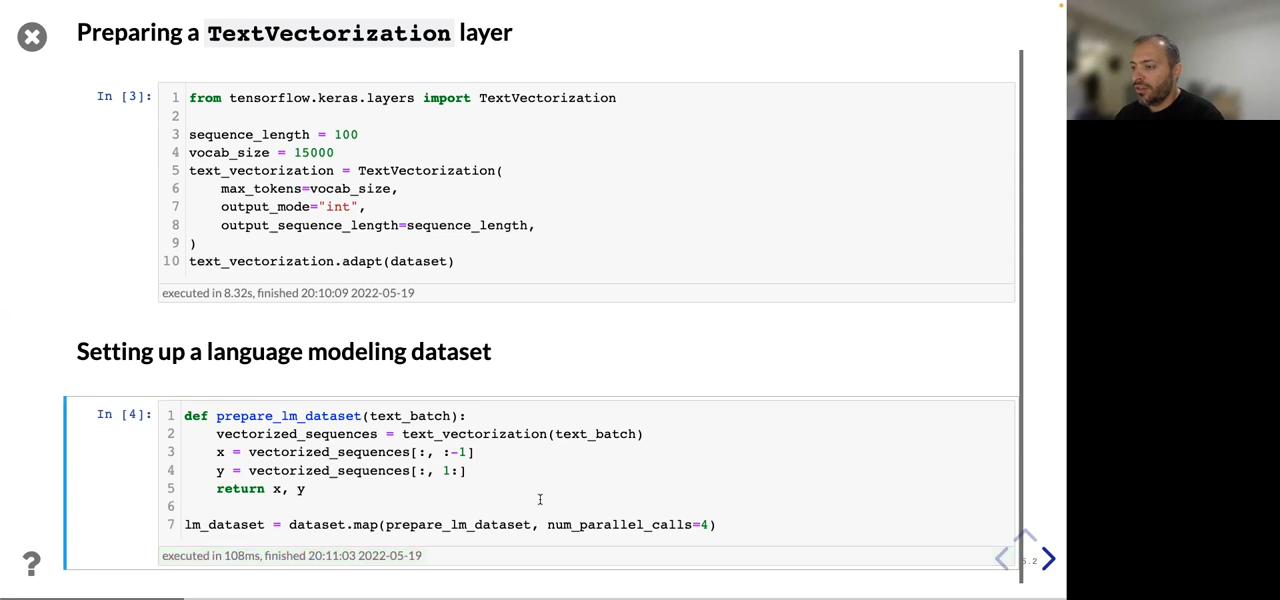 Preparing a TextVectorization layer
In [3]:
1 from tensorflow.keras.layers import TextVectorization
2
3 sequence_length = 100
4 vocab_size = 15000
5 text_vectorization = TextVectorization(
6     max_tokens=vocab_size,
7     output_mode="int",
8     output_sequence_length=sequence_length,
9 )
10 text_vectorization.adapt(dataset)
executed in 8.32s, finished 20:10:09 2022-05-19
Setting up a language modeling dataset
In [4]:
1 def prepare_lm_dataset(text_batch):
2     vectorized_sequences = text_vectorization(text_batch)
3     x = vectorized_sequences[:, :-1]
4     y = vectorized_sequences[:, 1:]
5     return x, y
6
7 lm_dataset = dataset.map(prepare_lm_dataset, num_parallel_calls=4)
executed in 108ms, finished 20:11:03 2022-05-19
?